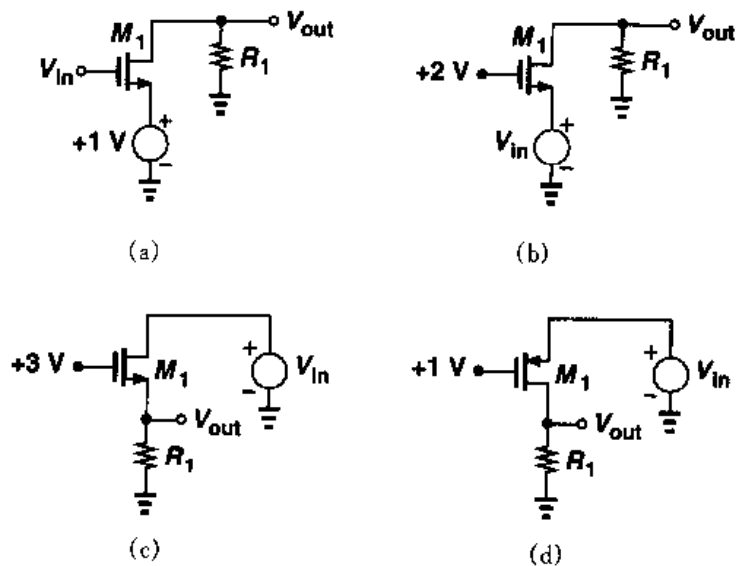 M1
Vout
R1
Vin
+1 V
+
−
(a)
M1
Vout
R1
+2 V
Vin
+
−
(b)
+3 V
M1
+
−
Vin
Vout
R1
(c)
+1 V
M1
+
−
Vin
Vout
R1
(d)